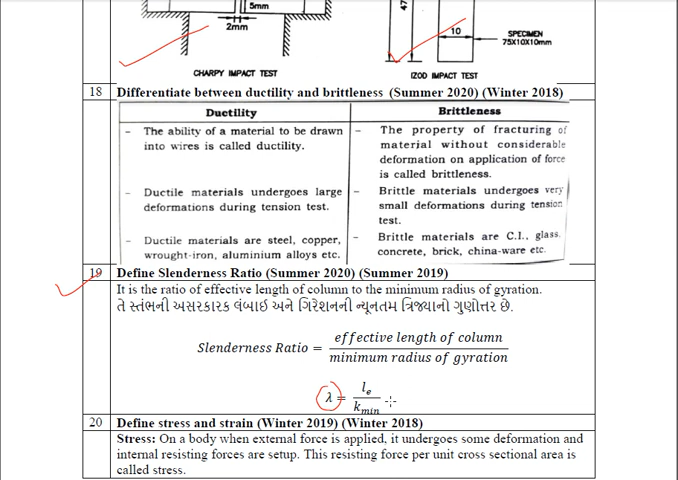 5mm
2mm
47
10
SPECIMEN
75X10X10mm
CHARPY IMPACT TEST
IZOD IMPACT TEST
18 Differentiate between ductility and brittleness (Summer 2020) (Winter 2018)
Ductility
- The ability of a material to be drawn
into wires is called ductility.
- Ductile materials undergoes large
deformations during tension test.
- Ductile materials are steel, copper,
wrought-iron, aluminium alloys etc.
Brittleness
- The property of fracturing of
material without considerable
deformation on application of force
is called brittleness.
- Brittle materials undergoes very
small deformations during tension
test.
- Brittle materials are C.I., glass.
concrete, brick, china-ware etc.
19 Define Slenderness Ratio (Summer 2020) (Summer 2019)
It is the ratio of effective length of column to the minimum radius of gyration.
તે સ્તંભની અસરકારક લંબાઈ અને ગિરેશનની ન્યૂનતમ ત્રિજ્યાનો ગુણોત્તર છે.
Slenderness Ratio = effective length of column / minimum radius of gyration
λ = l_e / k_min
20 Define stress and strain (Winter 2019) (Winter 2018)
Stress: On a body when external force is applied, it undergoes some deformation and
internal resisting forces are setup. This resisting force per unit cross sectional area is
called stress.